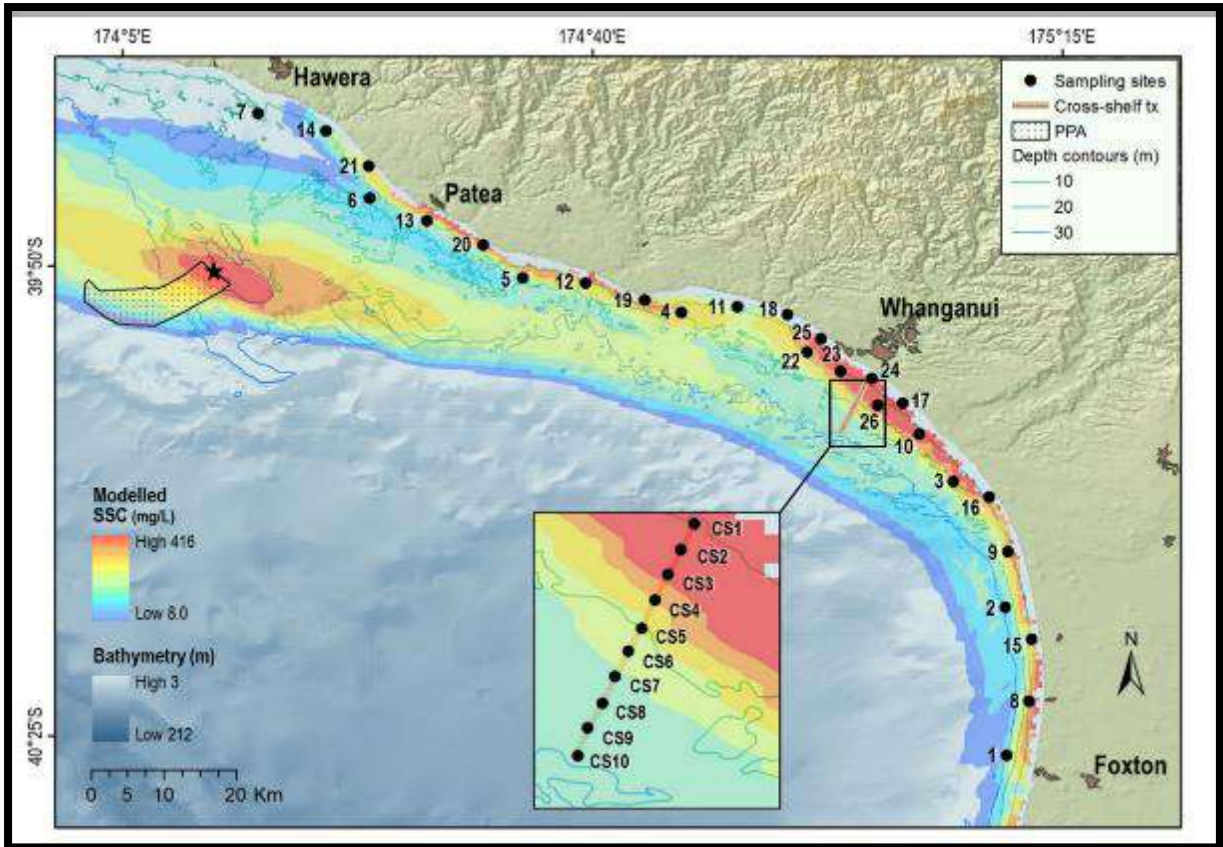 174°5'E
174°40'E
175°15'E
Hawera
Sampling sites
Cross-shelf tx
PPA
Depth contours (m)
10
20
30
7
14
21
6
Patea
13
20
39°50'S
5
12
19
4
11
18
Whanganui
25
22
23
24
17
26
10
3
16
Modelled
SSC (mg/L)
High 416
Low 8.0
CS1
CS2
CS3
CS4
CS5
CS6
CS7
CS8
CS9
CS10
9
2
15
N
8
Bathymetry (m)
High 3
Low 212
40°25'S
1
Foxton
0 5 10 20 Km